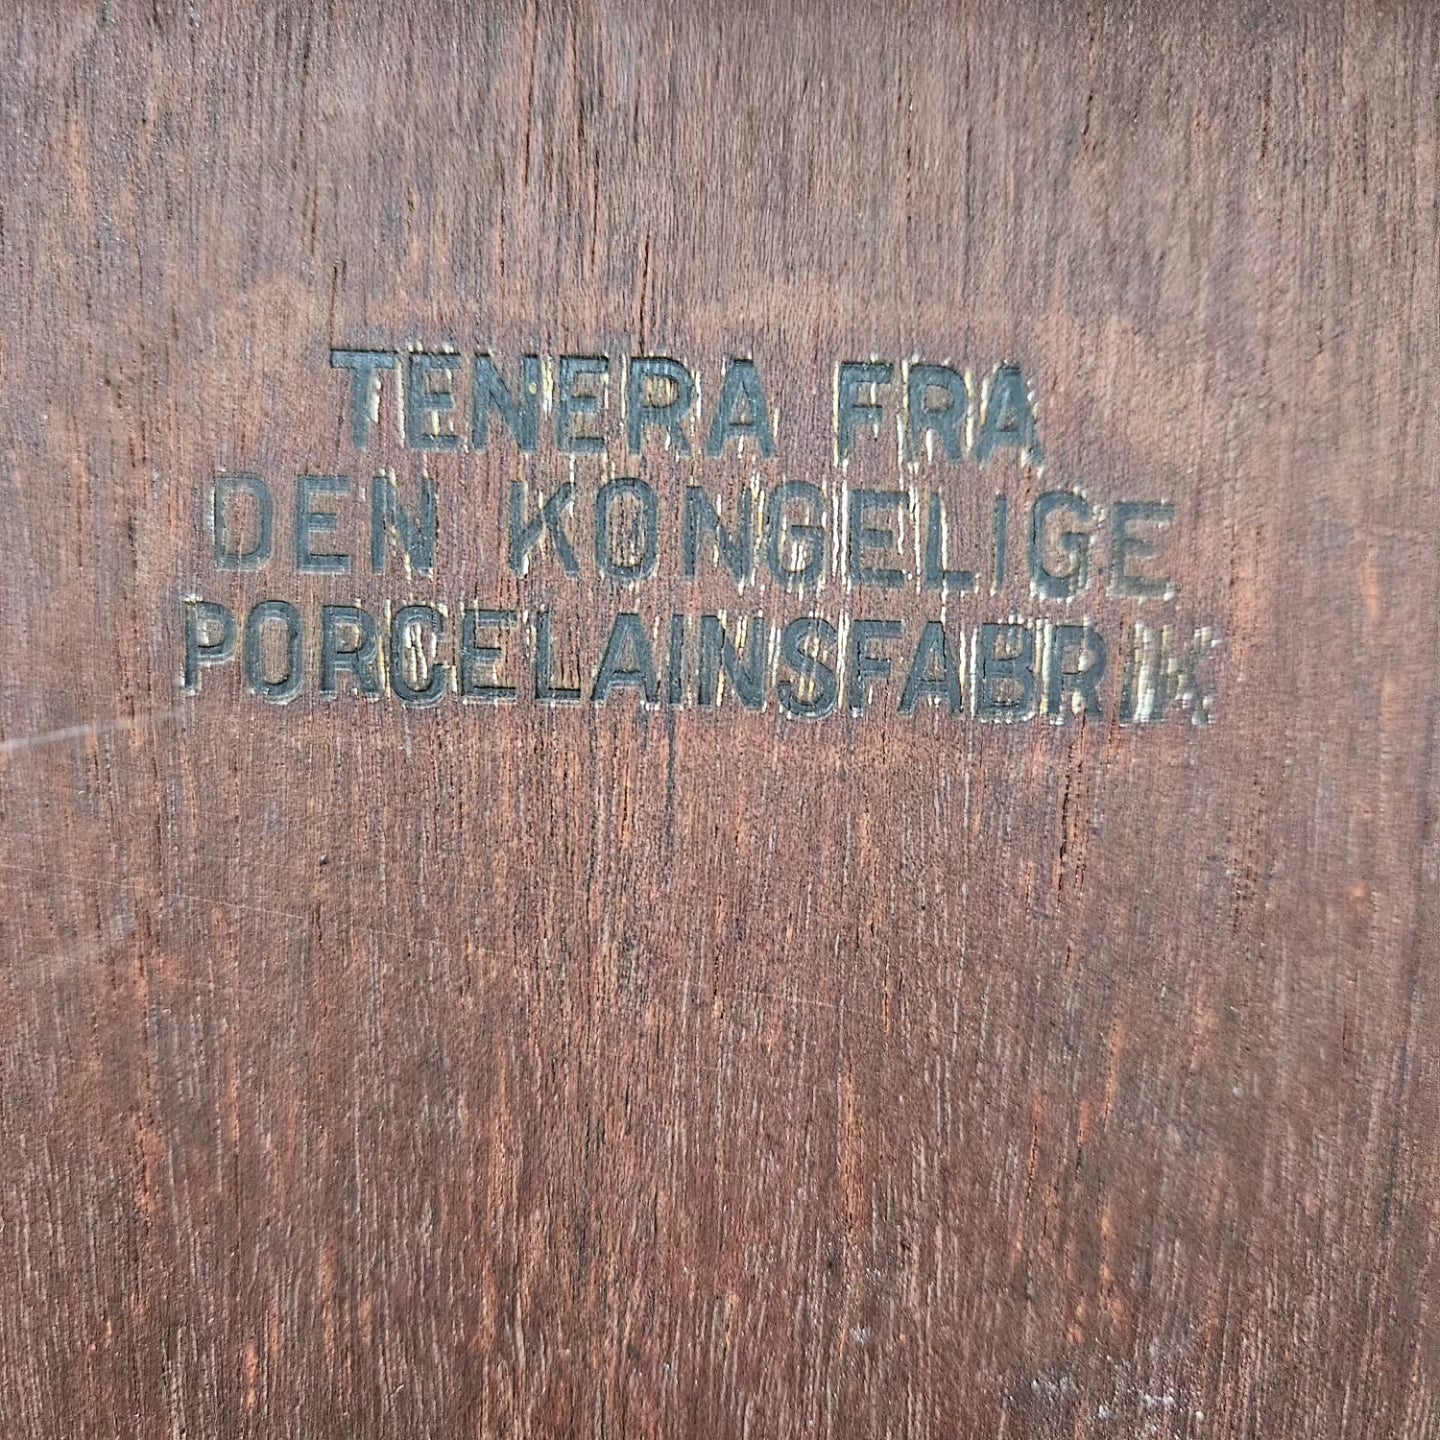 TENERA FRA
DEN KONGELIGE
PORCELAINSFABRIK